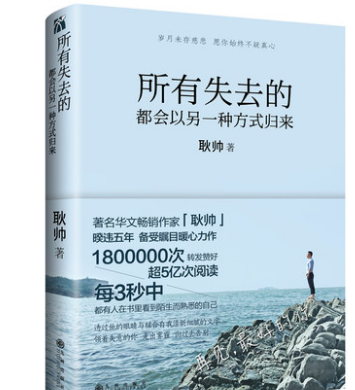 所有失去的
都会以另一种方式归来
耿帅
著
岁月未存慈悲 愿你始终不掀真心
所有失去的
都会以另一种方式归来
耿帅 著
著名华文畅销作家「耿帅」
暌违五年 备受瞩目暖心力作
1800000次 转发赞好
超5亿次阅读
每3秒中
都有人在书里看到陌生而熟悉的自己